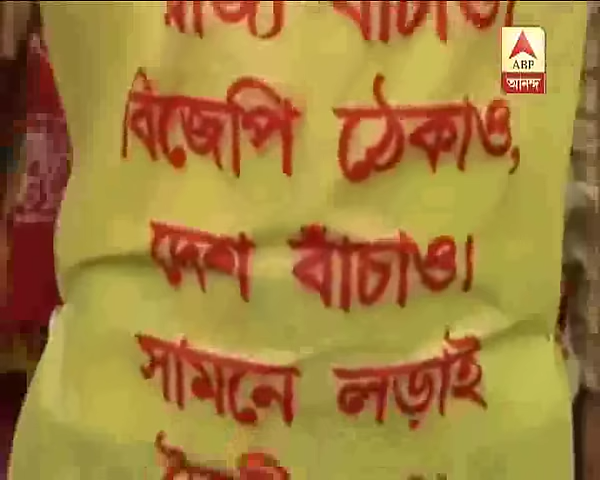 রাজ্য বাঁচাও।
বিজেপি ঠেকাও,
দেশ বাঁচাও।
সামনে লড়াই
ABP
আনন্দ